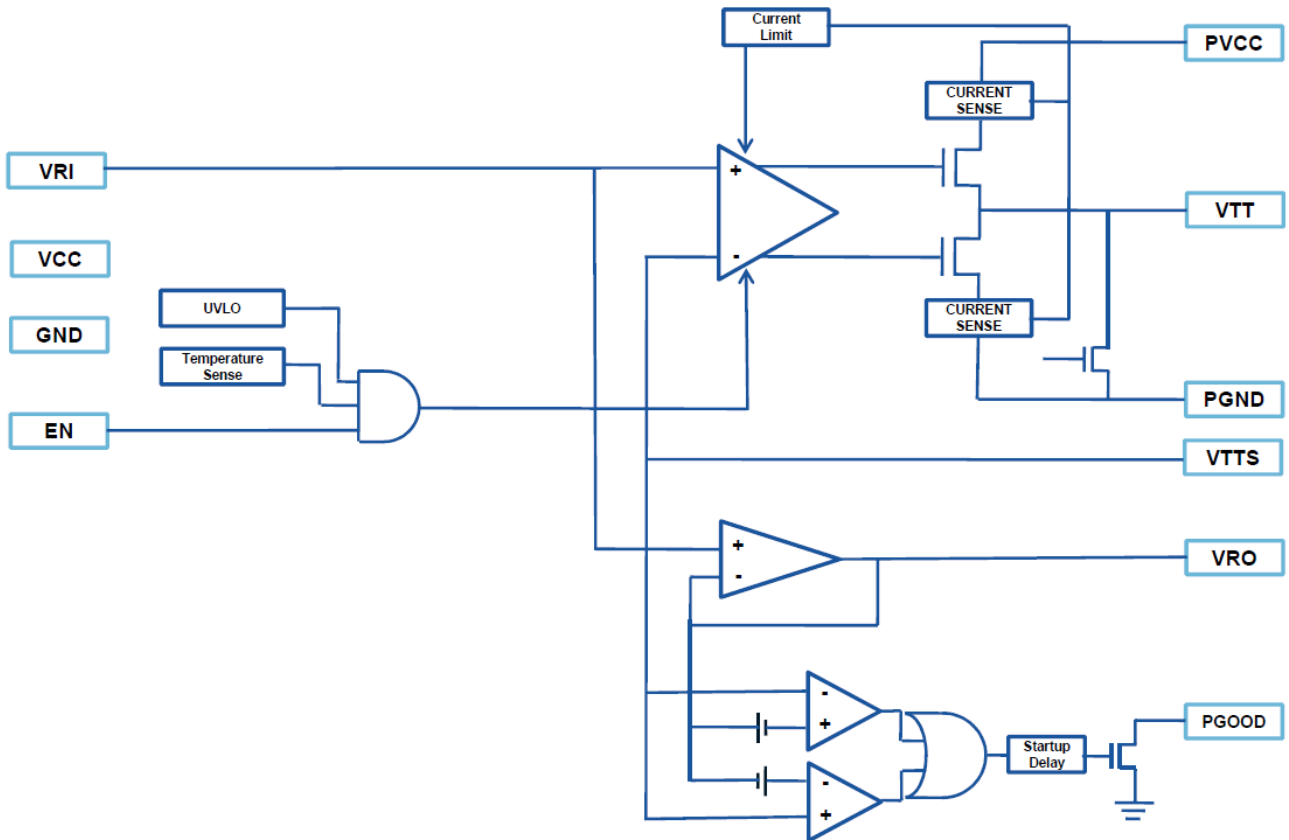 Current
Limit
PVCC
CURRENT
SENSE
VRI
+
-
VTT
VCC
UVLO
GND
CURRENT
SENSE
Temperature
Sense
EN
PGND
VTTS
+
-
VRO
-
+
PGOOD
Startup
Delay
-
+